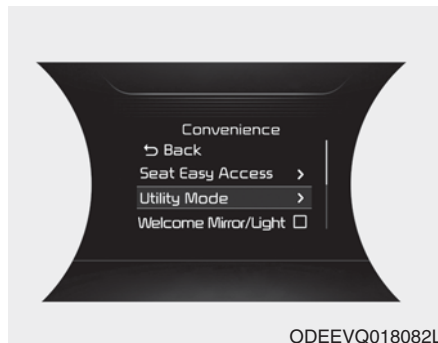 Convenience
Back
Seat Easy Access >
Utility Mode >
Welcome Mirror/Light
ODEEVQ018082L